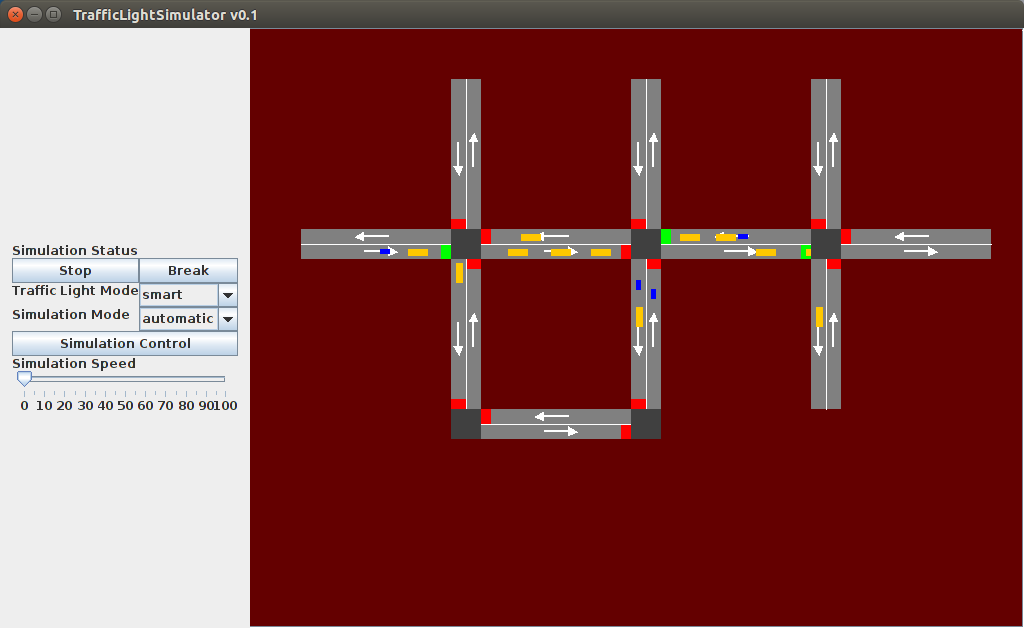 TrafficLightSimulator v0.1
Simulation Status
Stop Break
Traffic Light Mode smart
Simulation Mode automatic
Simulation Control
Simulation Speed
0 10 20 30 40 50 60 70 80 90 100